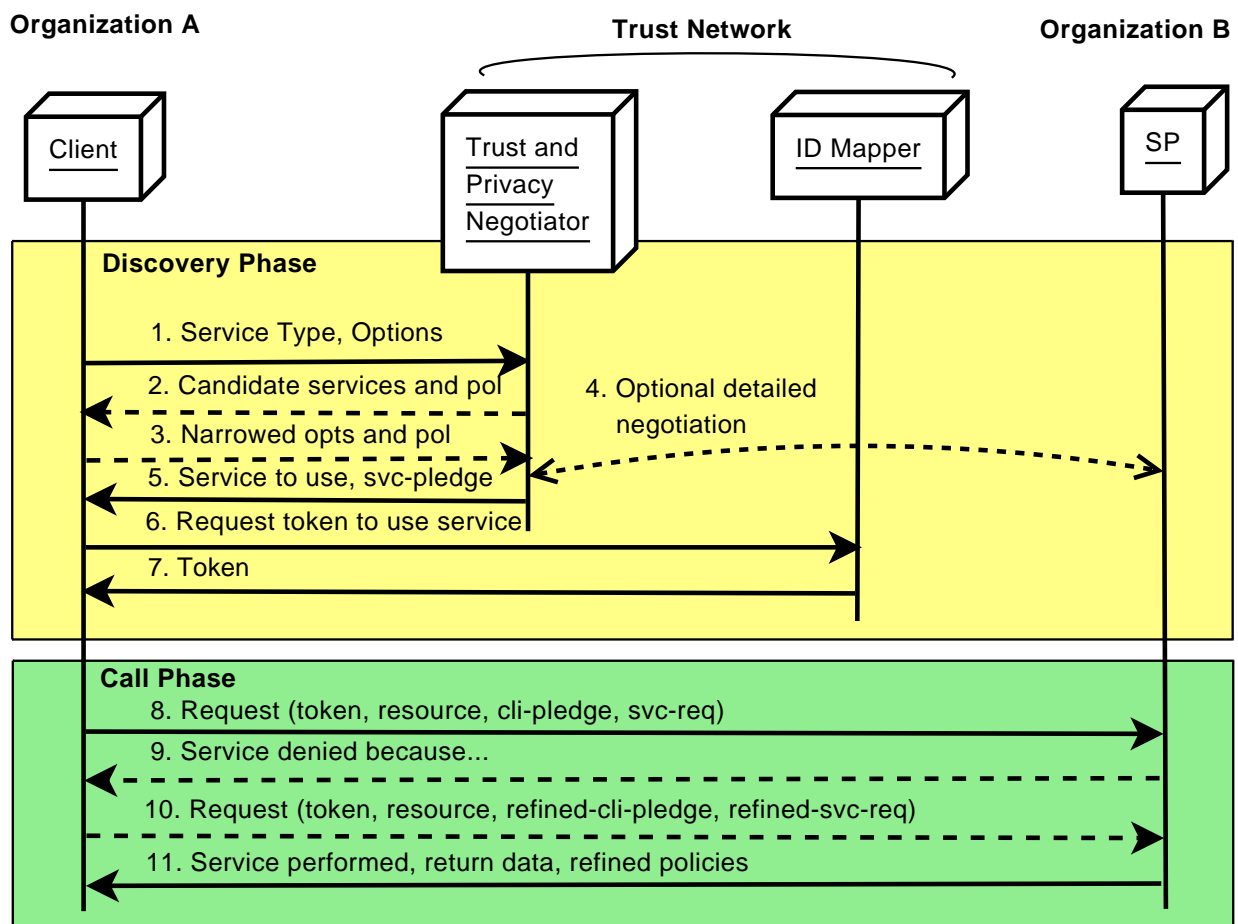 Organization A
Trust Network
Organization B
Client
Trust and
Privacy
Negotiator
ID Mapper
SP
Discovery Phase
1. Service Type, Options
2. Candidate services and pol
3. Narrowed opts and pol
4. Optional detailed
negotiation
5. Service to use, svc-pledge
6. Request token to use service
7. Token
Call Phase
8. Request (token, resource, cli-pledge, svc-req)
9. Service denied because...
10. Request (token, resource, refined-cli-pledge, refined-svc-req)
11. Service performed, return data, refined policies